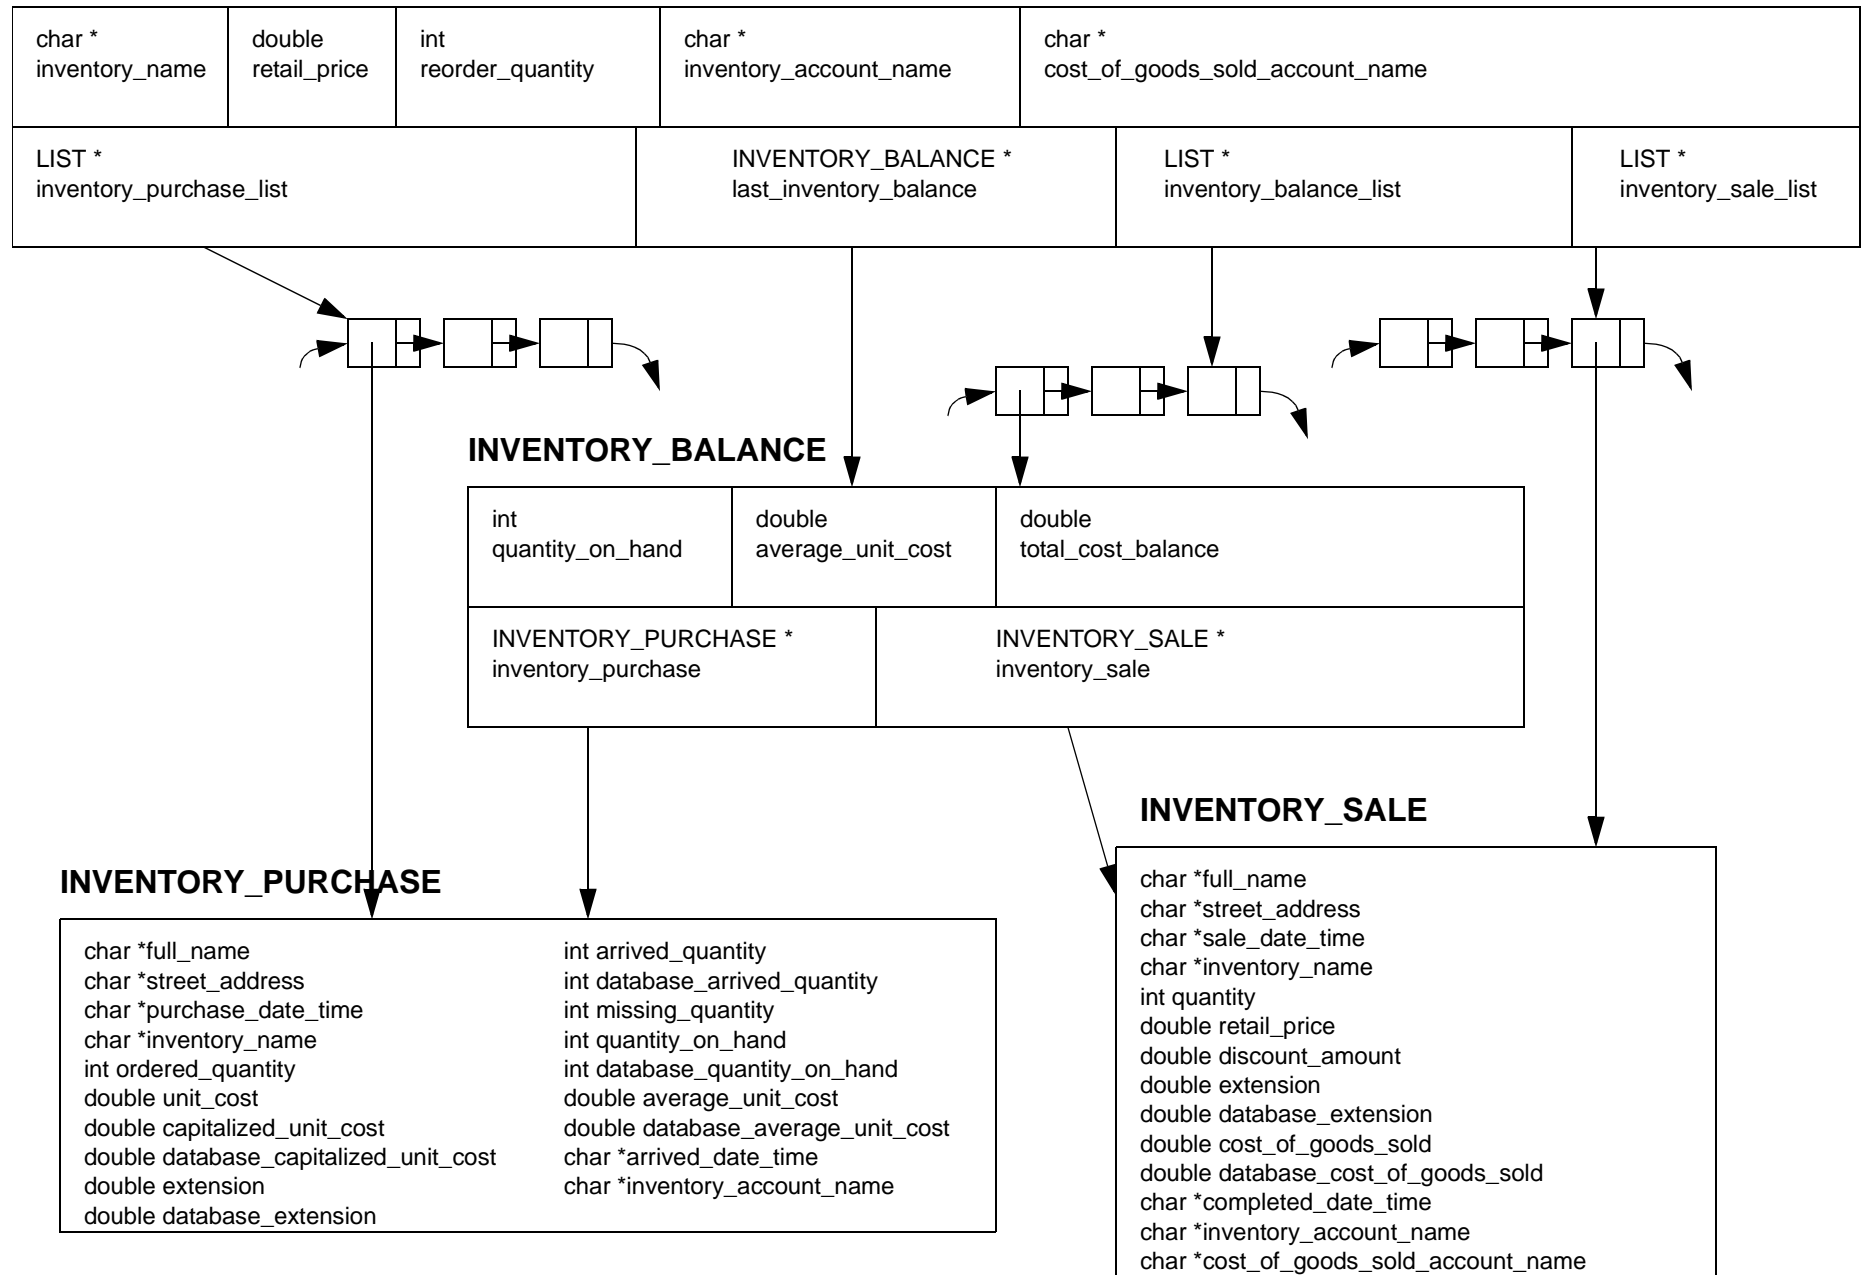 char *
inventory_name
double
retail_price
int
reorder_quantity
char *
inventory_account_name
char *
cost_of_goods_sold_account_name
LIST *
inventory_purchase_list
INVENTORY_BALANCE *
last_inventory_balance
LIST *
inventory_balance_list
LIST *
inventory_sale_list
INVENTORY_BALANCE
int
quantity_on_hand
double
average_unit_cost
double
total_cost_balance
INVENTORY_PURCHASE *
inventory_purchase
INVENTORY_SALE *
inventory_sale
INVENTORY_PURCHASE
char *full_name
char *street_address
char *purchase_date_time
char *inventory_name
int ordered_quantity
double unit_cost
double capitalized_unit_cost
double database_capitalized_unit_cost
double extension
double database_extension
int arrived_quantity
int database_arrived_quantity
int missing_quantity
int quantity_on_hand
int database_quantity_on_hand
double average_unit_cost
double database_average_unit_cost
char *arrived_date_time
char *inventory_account_name
INVENTORY_SALE
char *full_name
char *street_address
char *sale_date_time
char *inventory_name
int quantity
double retail_price
double discount_amount
double extension
double database_extension
double cost_of_goods_sold
double database_cost_of_goods_sold
char *completed_date_time
char *inventory_account_name
char *cost_of_goods_sold_account_name